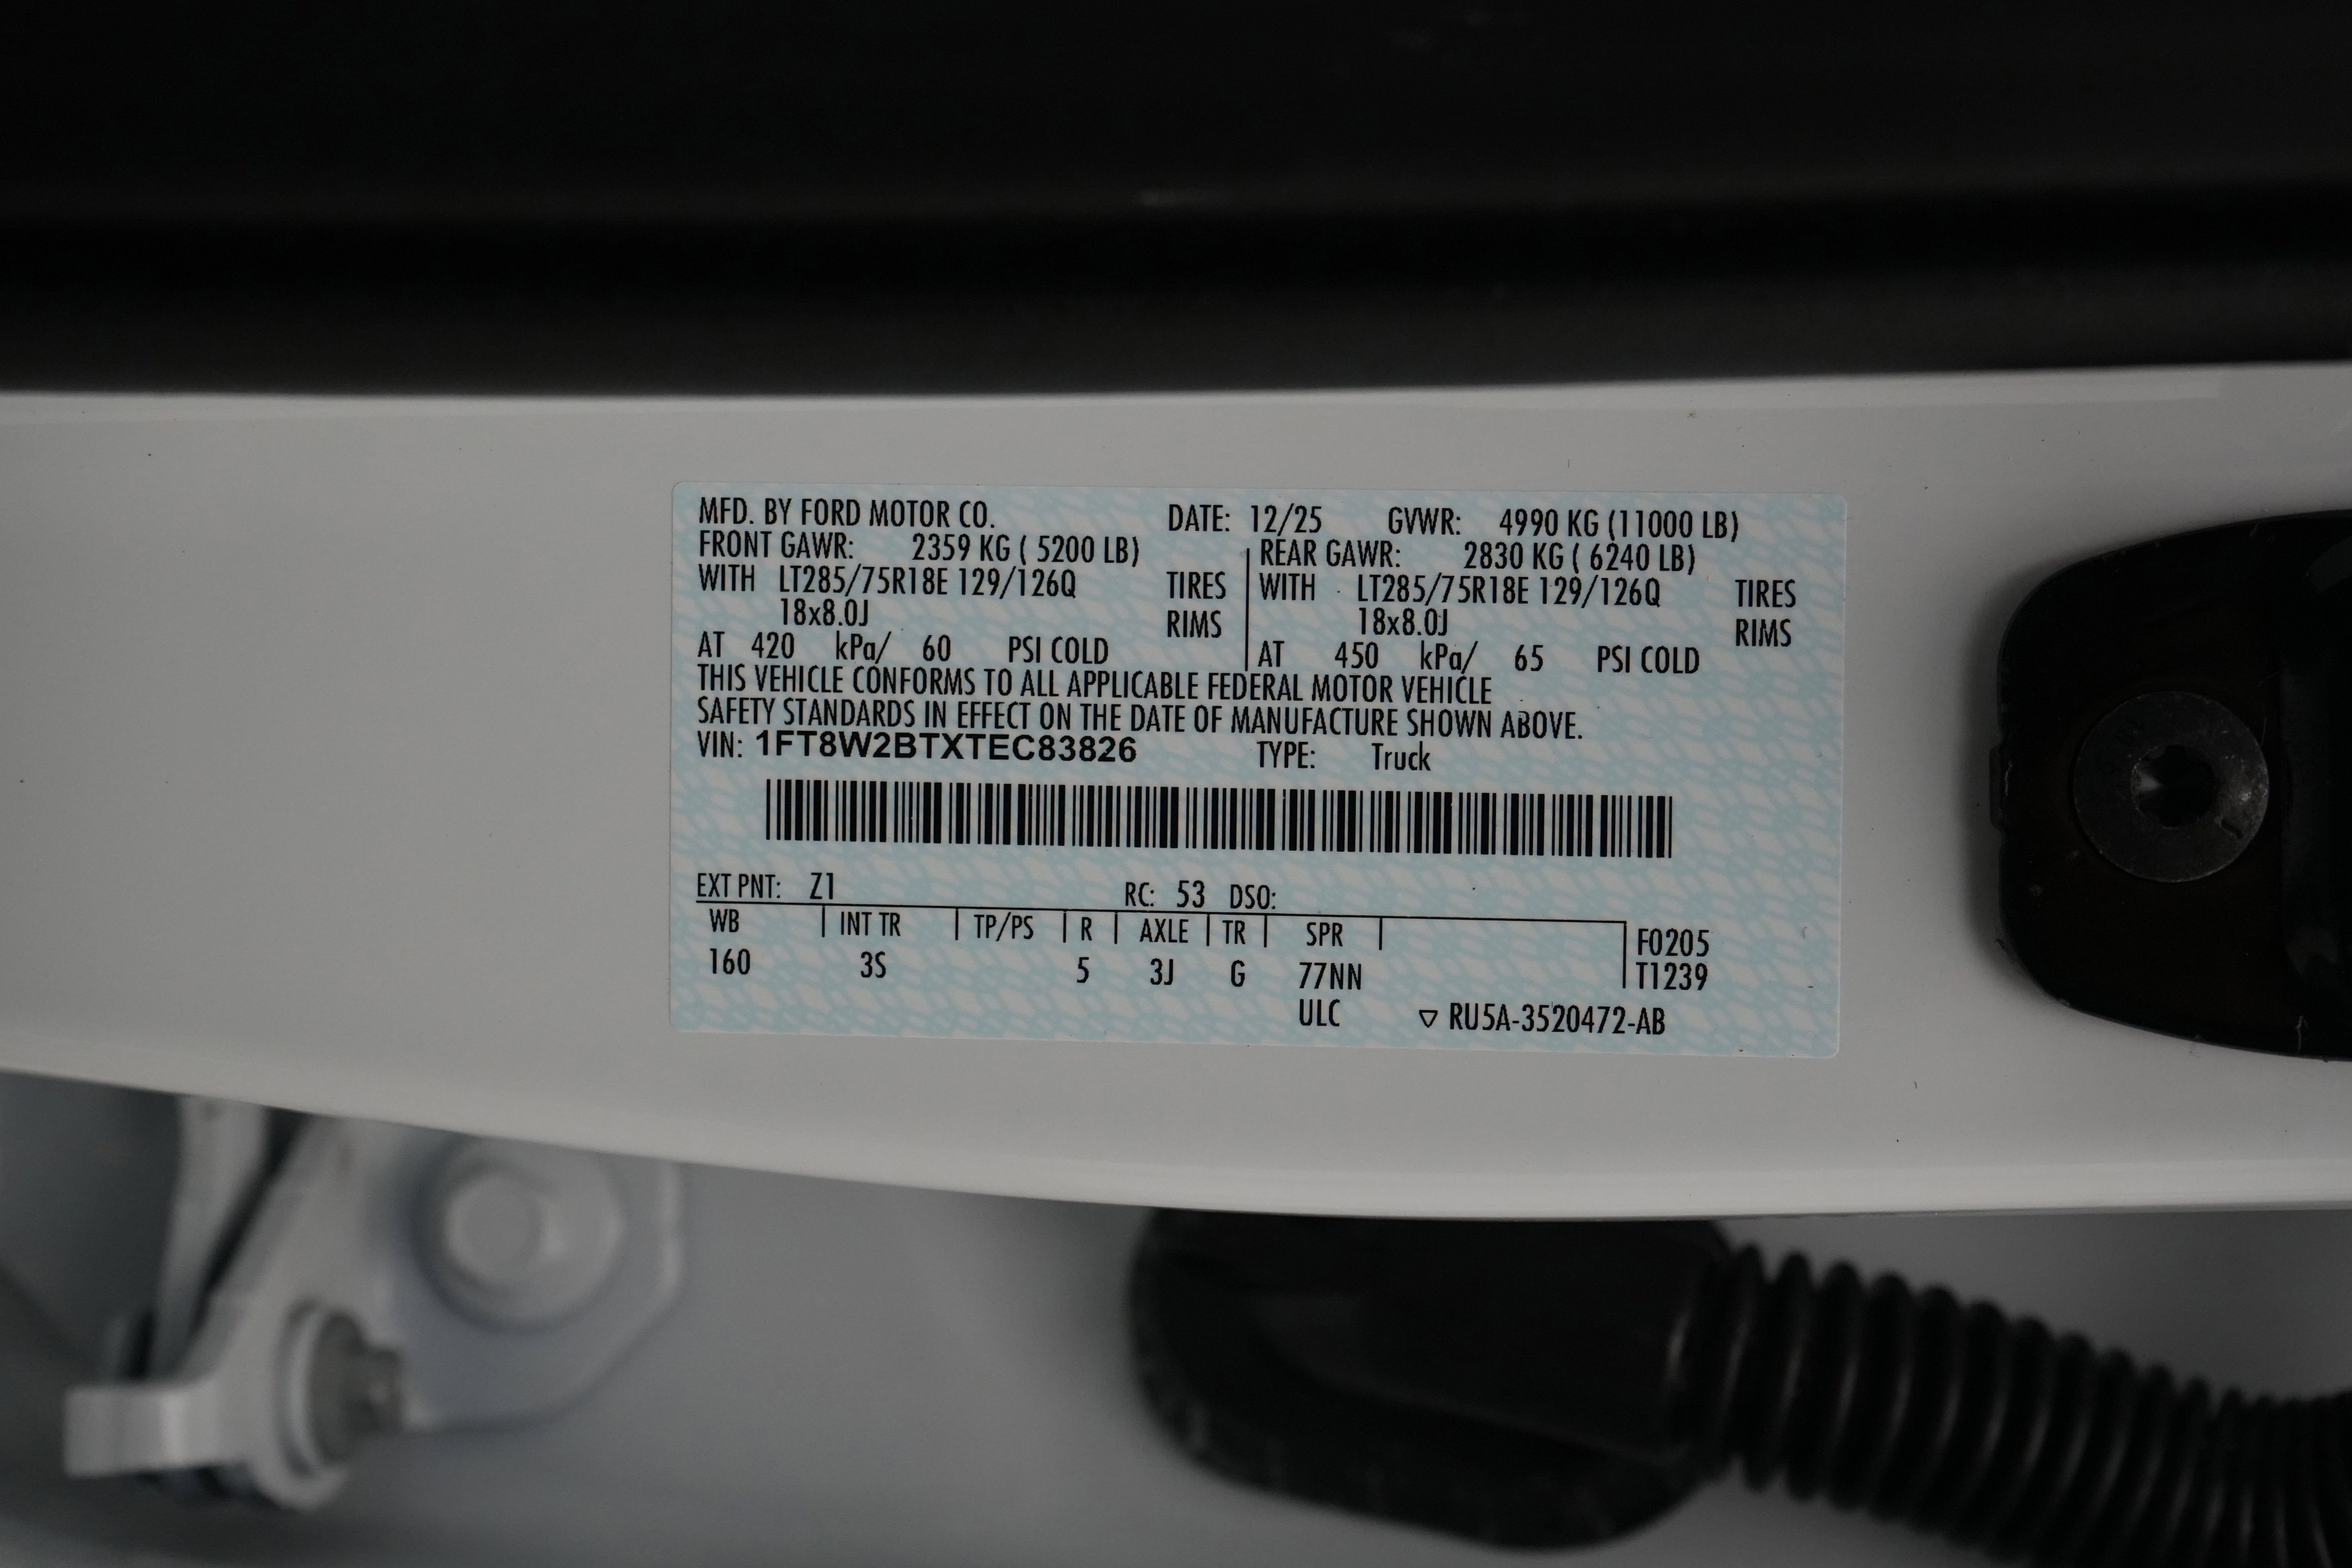 MFD. BY FORD MOTOR CO. DATE: 12/25 GVWR: 4990 KG (11000 LB)
FRONT GAWR: 2359 KG ( 5200 LB) REAR GAWR: 2830 KG ( 6240 LB)
WITH LT285/75R18E 129/126Q TIRES WITH LT285/75R18E 129/126Q TIRES
18x8.0J RIMS 18x8.0J RIMS
AT 420 kPa/ 60 PSI COLD AT 450 kPa/ 65 PSI COLD
THIS VEHICLE CONFORMS TO ALL APPLICABLE FEDERAL MOTOR VEHICLE
SAFETY STANDARDS IN EFFECT ON THE DATE OF MANUFACTURE SHOWN ABOVE.
VIN: 1FT8W2BTXTEC83826 TYPE: Truck
EXT PNT: Z1 RC: 53 DSO:
WB INT TR TP/PS R AXLE TR SPR F0205
160 3S 5 3J G 77NN T1239
ULC ▽ RU5A-3520472-AB